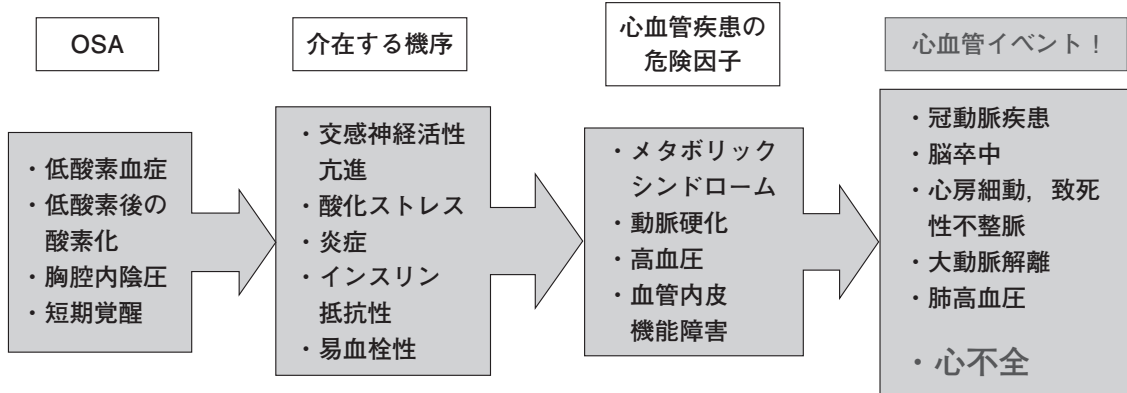 OSA
・低酸素血症
・低酸素後の
酸素化
・胸腔内陰圧
・短期覚醒
介在する機序
・交感神経活性
亢進
・酸化ストレス
・炎症
・インスリン
抵抗性
・易血栓性
心血管疾患の
危険因子
・メタボリック
シンドローム
・動脈硬化
・高血圧
・血管内皮
機能障害
心血管イベント！
・冠動脈疾患
・脳卒中
・心房細動，致死
性不整脈
・大動脈解離
・肺高血圧
・心不全